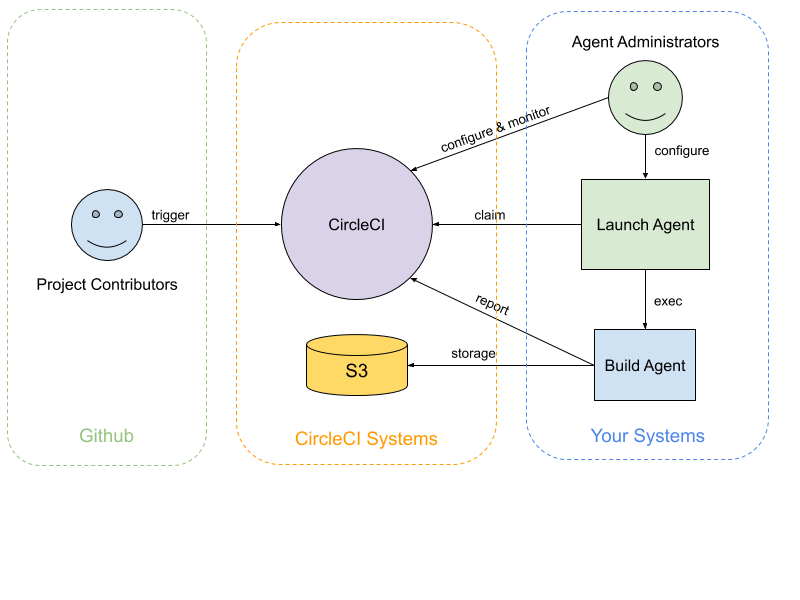 Agent Administrators
configure & monitor
configure
trigger
CircleCI
claim
Launch Agent
Project Contributors
report
exec
storage
S3
Build Agent
Github
CircleCI Systems
Your Systems